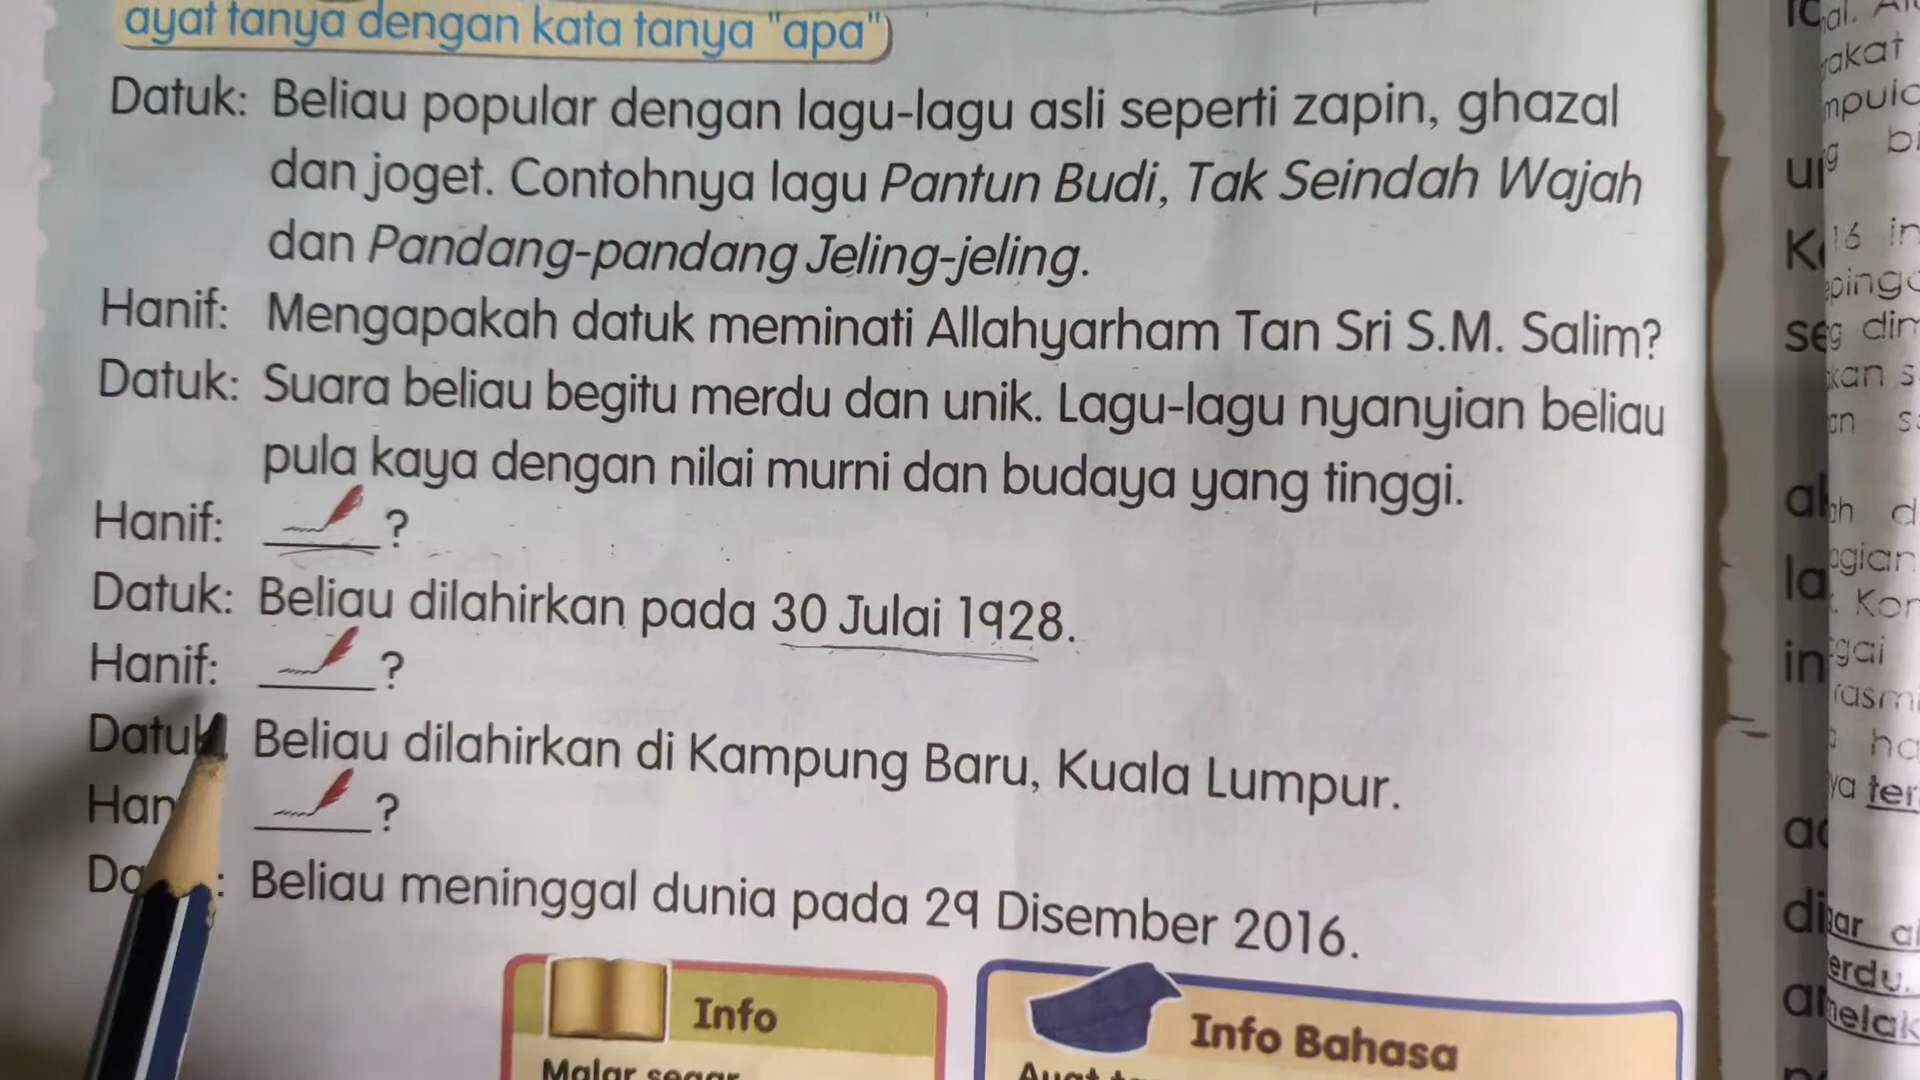 ayat tanya dengan kata tanya "apa")
Datuk: Beliau popular dengan lagu-lagu asli seperti zapin, ghazal
dan joget. Contohnya lagu Pantun Budi, Tak Seindah Wajah
dan Pandang-pandang Jeling-jeling.
Hanif: Mengapakah datuk meminati Allahyarham Tan Sri S.M. Salim?
Datuk: Suara beliau begitu merdu dan unik. Lagu-lagu nyanyian beliau
pula kaya dengan nilai murni dan budaya yang tinggi.
Hanif: ?
Datuk: Beliau dilahirkan pada 30 Julai 1928.
Hanif: ?
Datuk Beliau dilahirkan di Kampung Baru, Kuala Lumpur.
Han ?
Da : Beliau meninggal dunia pada 29 Disember 2016.
Info
Malar segar
Info Bahasa